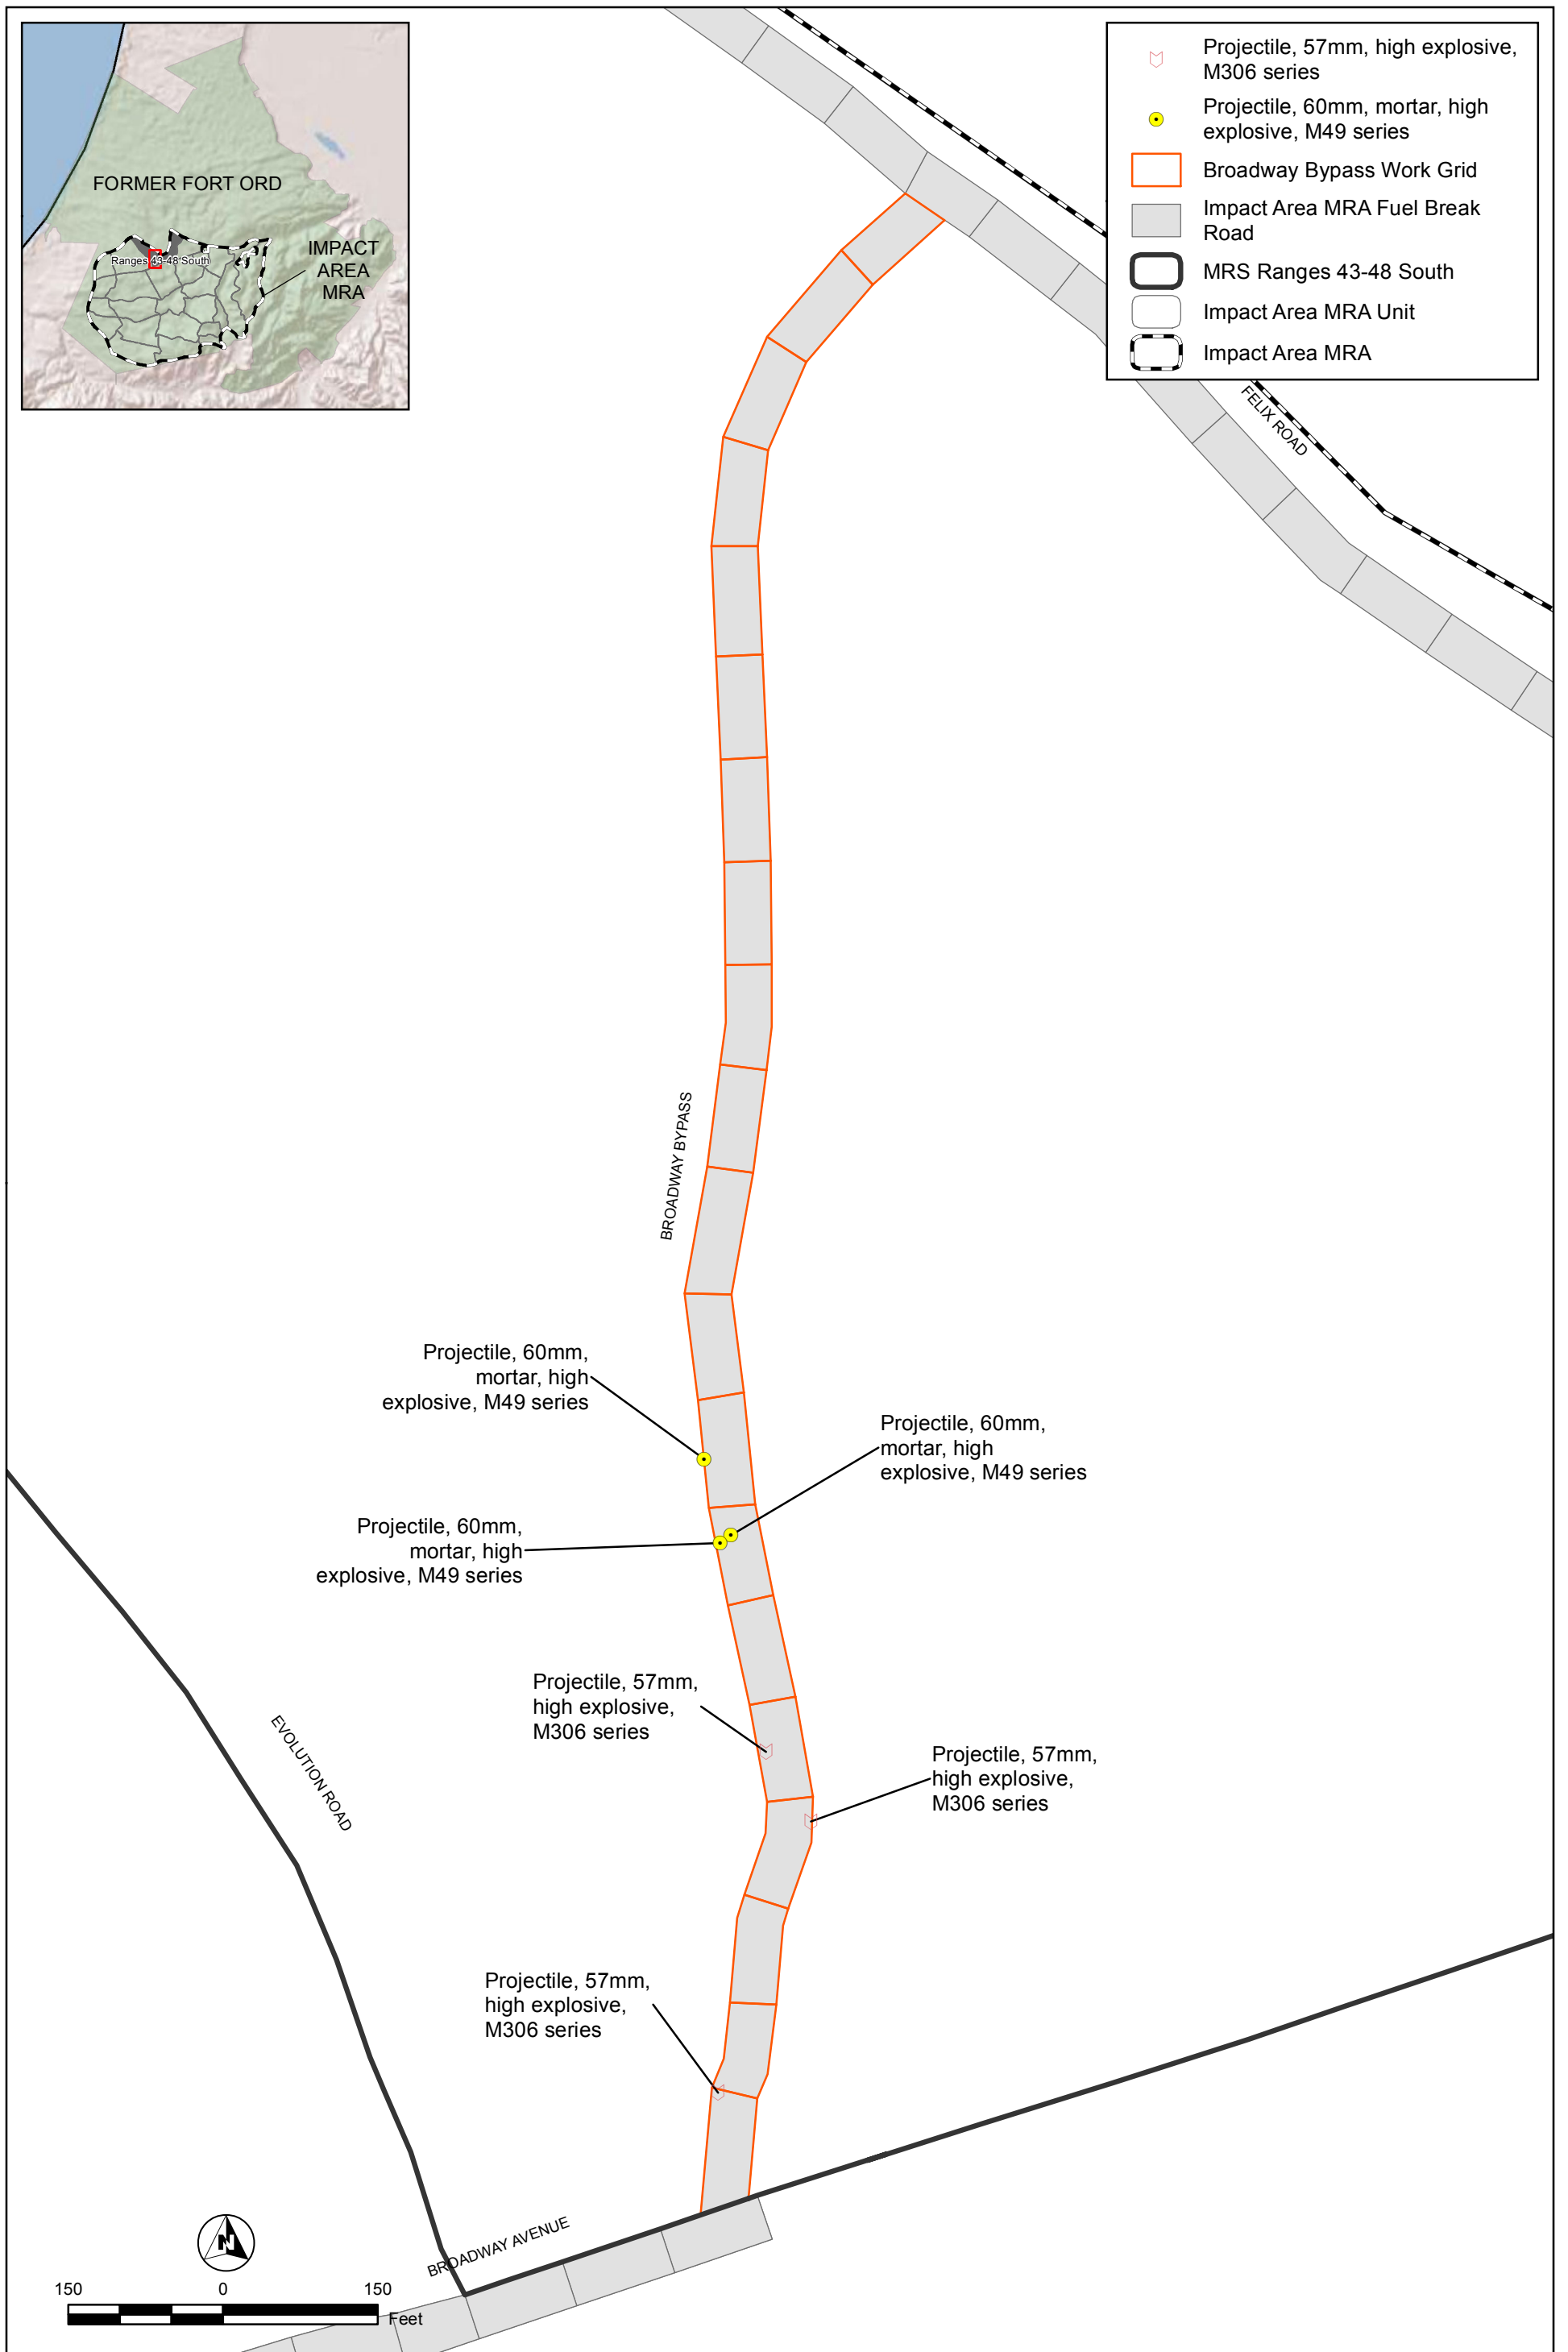 FORMER FORT ORD
IMPACT
AREA
MRA
Ranges 43-48 South
Projectile, 57mm, high explosive,
M306 series
Projectile, 60mm, mortar, high
explosive, M49 series
Broadway Bypass Work Grid
Impact Area MRA Fuel Break
Road
MRS Ranges 43-48 South
Impact Area MRA Unit
Impact Area MRA
FELIX ROAD
BROADWAY BYPASS
Projectile, 60mm,
mortar, high
explosive, M49 series
Projectile, 60mm,
mortar, high
explosive, M49 series
Projectile, 60mm,
mortar, high
explosive, M49 series
Projectile, 57mm,
high explosive,
M306 series
Projectile, 57mm,
high explosive,
M306 series
EVOLUTION ROAD
Projectile, 57mm,
high explosive,
M306 series
BROADWAY AVENUE
N
150 0 150
Feet